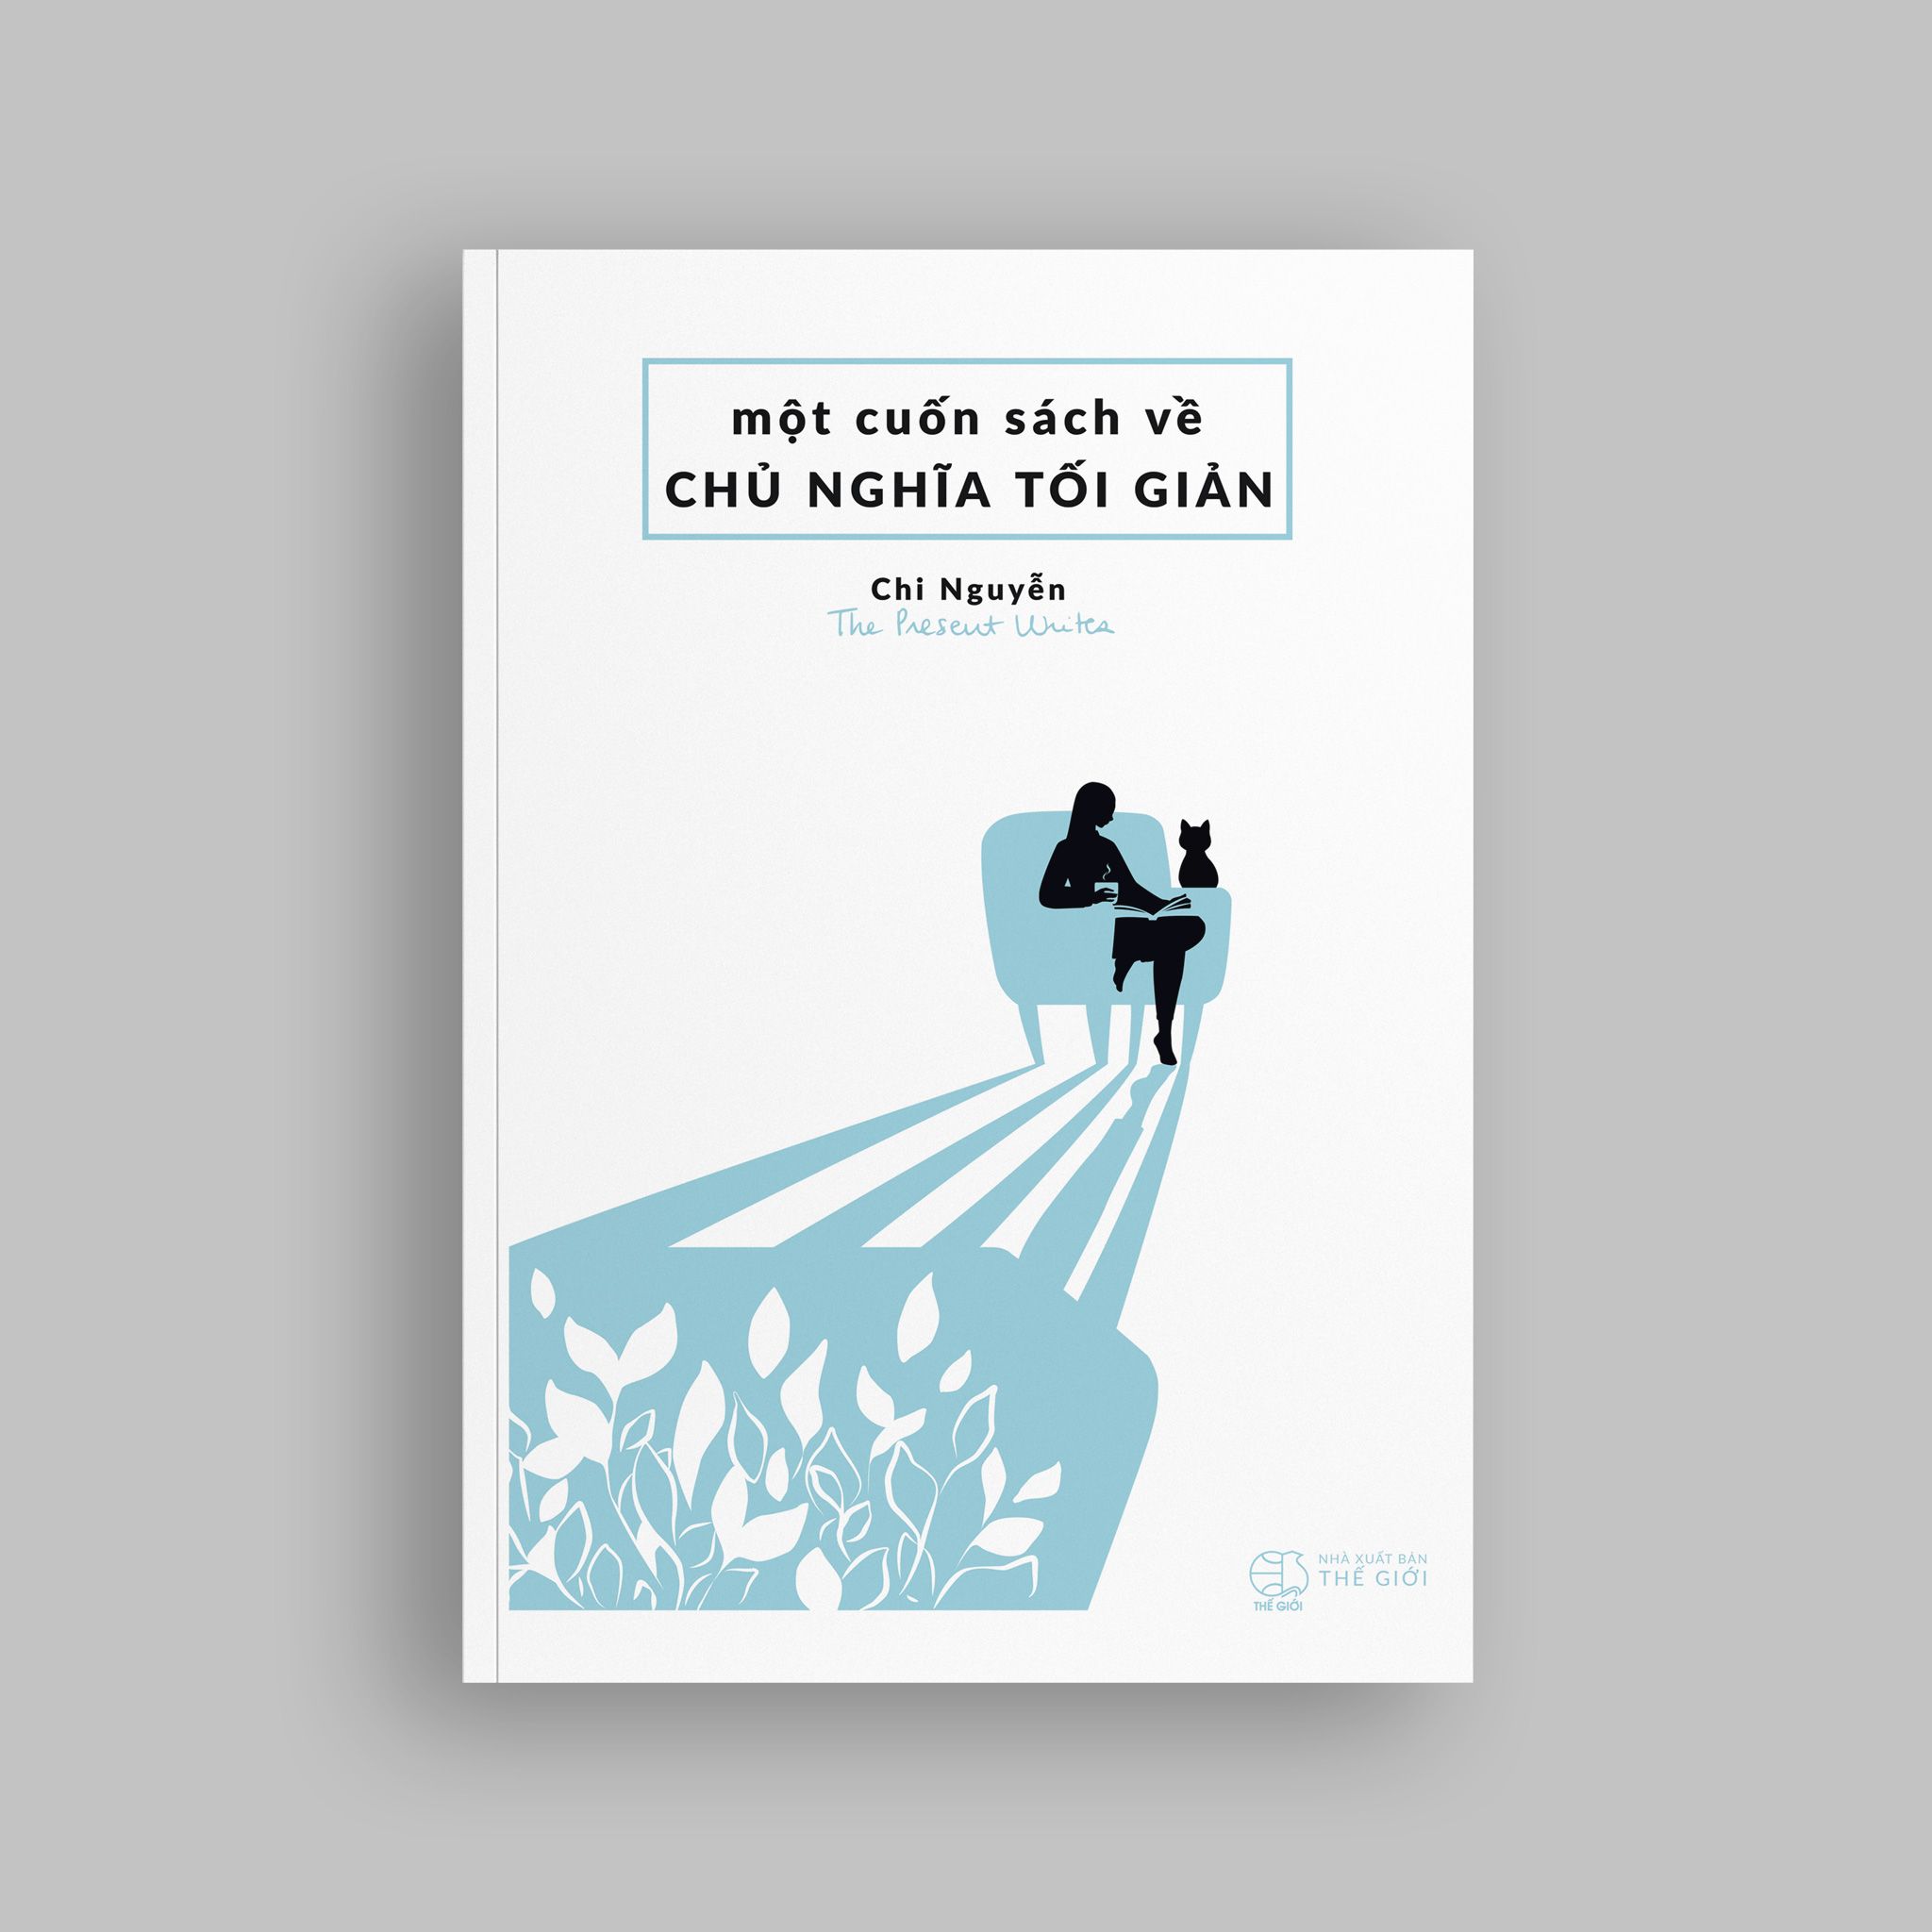 một cuốn sách về
CHỦ NGHĨA TỐI GIẢN
Chi Nguyễn
The Present Writer
NHÀ XUẤT BẢN
THẾ GIỚI
THẾ GIỚI